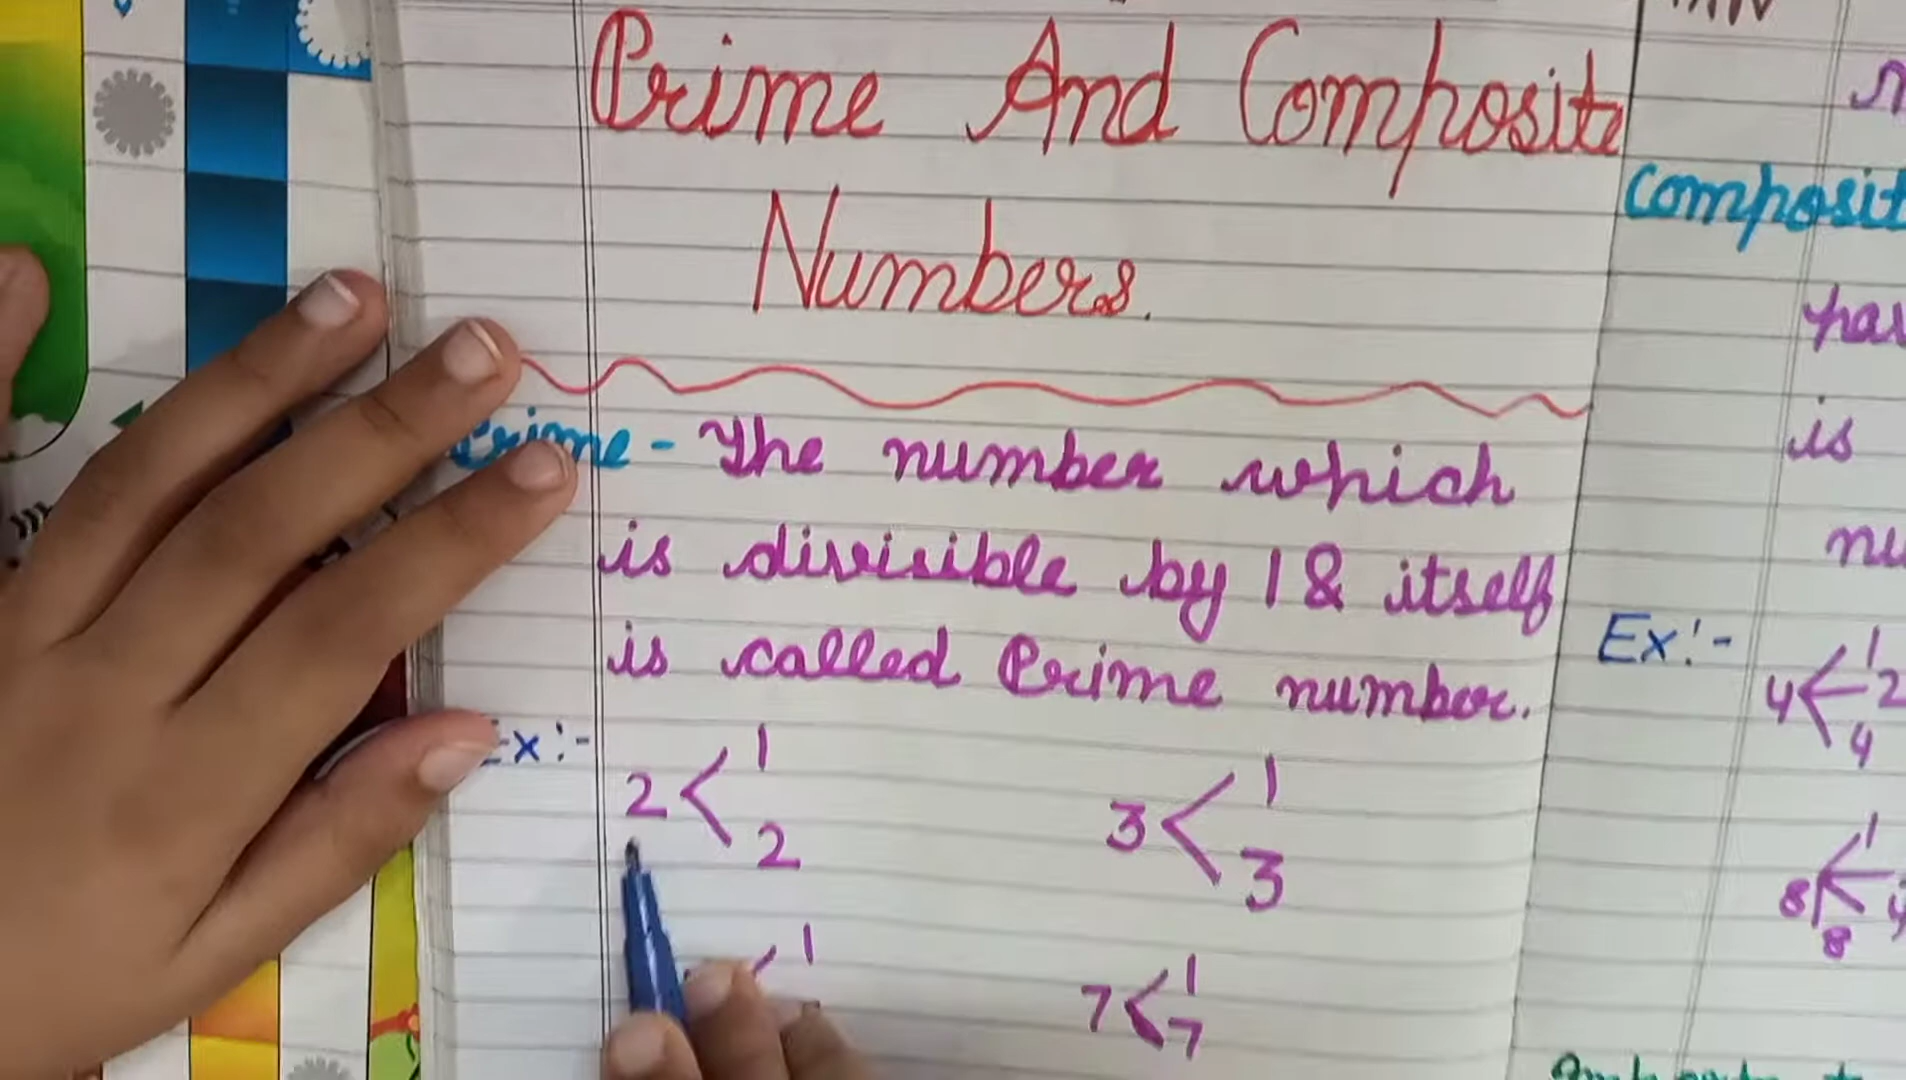 Prime And Composite
Numbers.
Prime - The number which
is divisible by 1 & itself
is called Prime number.
Ex:-
2 < 1
2
3 < 1
3
1
7 < 1
7
Composit
is
Ex:-
4 < 1
2
4
8 < 1
4
8